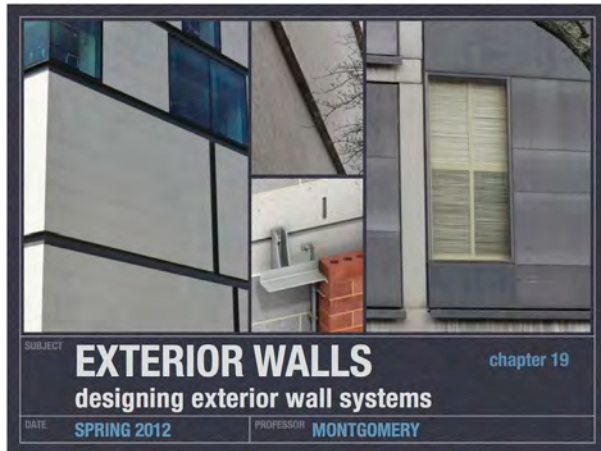 SUBJECT
EXTERIOR WALLS
chapter 19
designing exterior wall systems
DATE
SPRING 2012
PROFESSOR
MONTGOMERY